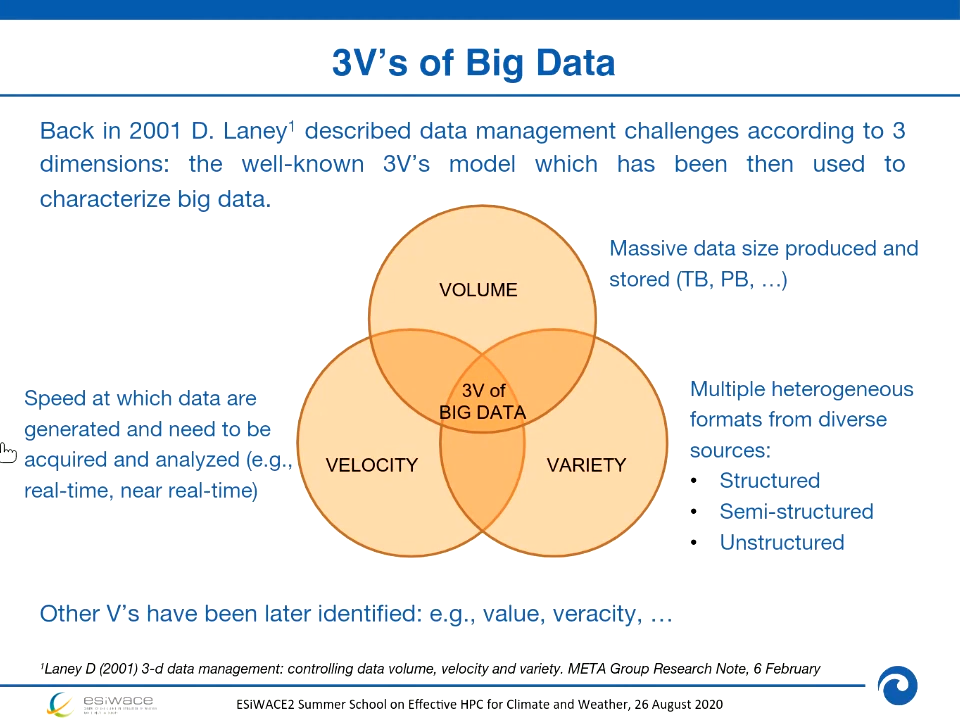 3V’s of Big Data
Back in 2001 D. Laney¹ described data management challenges according to 3
dimensions: the well-known 3V’s model which has been then used to
characterize big data.
Massive data size produced and
stored (TB, PB, …)
VOLUME
3V of
BIG DATA
VELOCITY
VARIETY
Speed at which data are
generated and need to be
acquired and analyzed (e.g.,
real-time, near real-time)
Multiple heterogeneous
formats from diverse
sources:
• Structured
• Semi-structured
• Unstructured
Other V’s have been later identified: e.g., value, veracity, …
¹Laney D (2001) 3-d data management: controlling data volume, velocity and variety. META Group Research Note, 6 February
esiwace
ESiWACE2 Summer School on Effective HPC for Climate and Weather, 26 August 2020